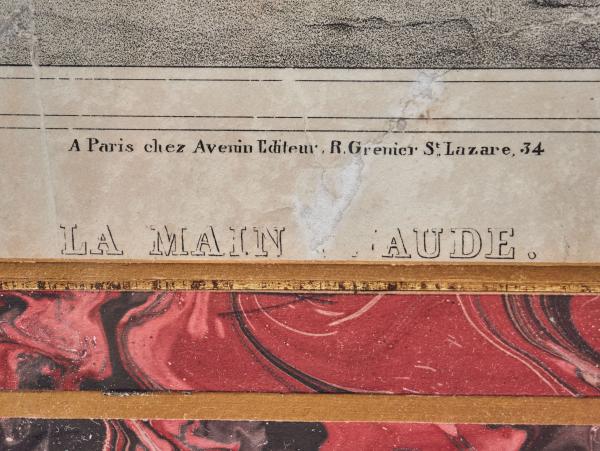 A Paris chez Avenin Editeur, R. Grenier St. Lazare, 34
LA MAIN AUDE.